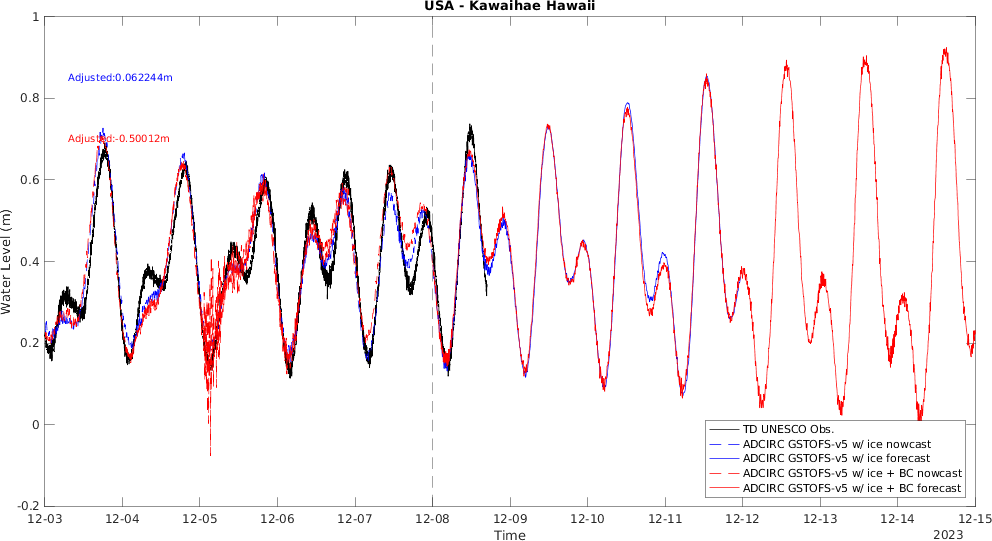 USA - Kawaihae Hawaii
1
0.8
0.6
0.4
0.2
0
-0.2
Water Level (m)
Adjusted:0.062244m
Adjusted:-0.50012m
TD UNESCO Obs.
ADCIRC GSTOFS-v5 w/ ice nowcast
ADCIRC GSTOFS-v5 w/ ice forecast
ADCIRC GSTOFS-v5 w/ ice + BC nowcast
ADCIRC GSTOFS-v5 w/ ice + BC forecast
12-03 12-04 12-05 12-06 12-07 12-08 12-09 12-10 12-11 12-12 12-13 12-14 12-15
Time
2023